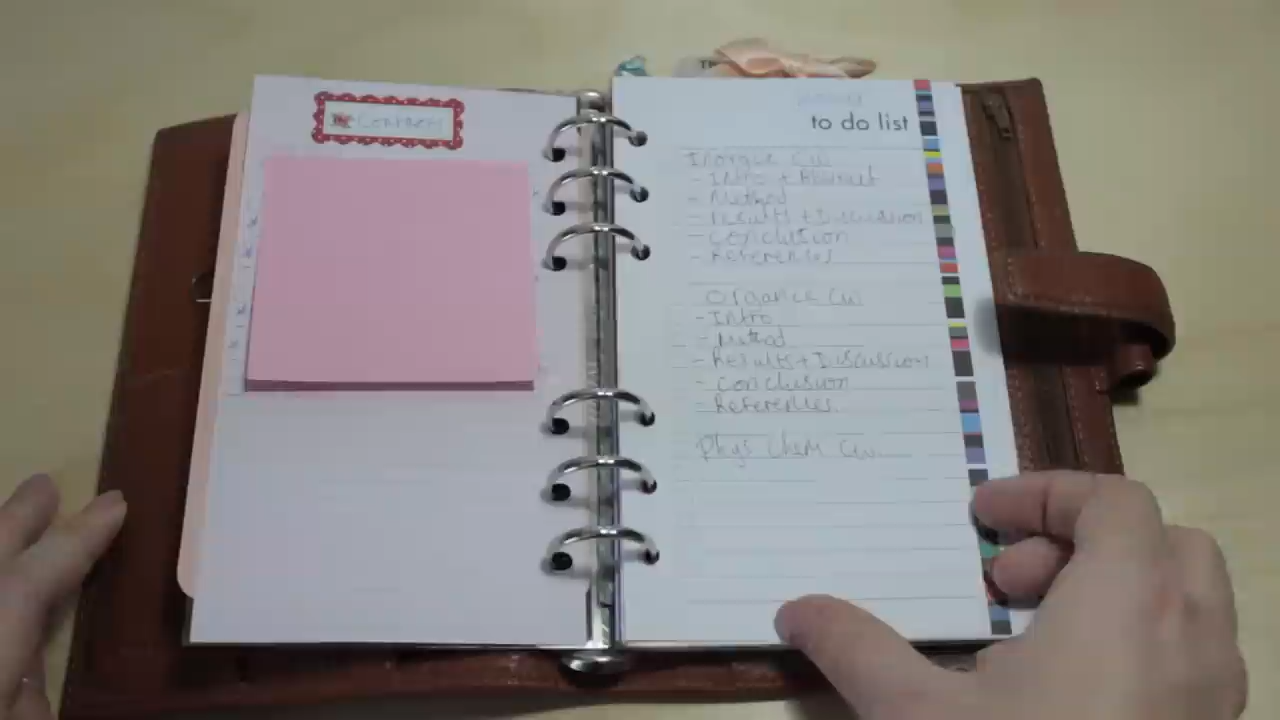 Contacts
to do list
Inorganic CW
- Intro + Abstract
- Method
- results + Discussion
- conclusion
- References
Organic CW
- Intro
- Method
- Results + Discussion
- conclusion
- References
Phys Chem CW